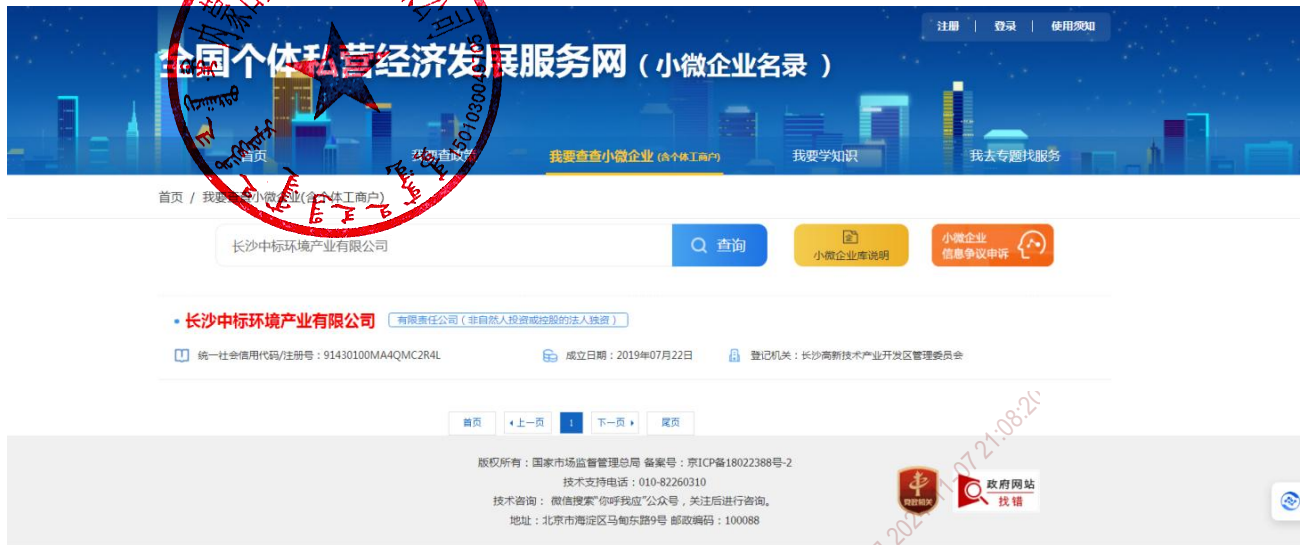 注册 | 登录 | 使用须知
全国个体私营经济发展服务网（小微企业名录）
首页 我要查政策 我要查查小微企业 (含个体工商户) 我要学知识 我去专题找服务
首页 / 我要查查小微企业(含个体工商户)
长沙中标环境产业有限公司 查询 小微企业库说明 小微企业
信息争议申诉
长沙中标环境产业有限公司 有限责任公司（非自然人投资或控股的法人独资）
统一社会信用代码/注册号：91430100MA4QMC2R4L 成立日期：2019年07月22日 登记机关：长沙高新技术产业开发区管理委员会
首页 上一页 1 下一页 尾页
版权所有：国家市场监督管理总局 备案号：京ICP备18022388号-2
技术支持电话：010-82260310
技术咨询： 微信搜索“你呼我应”公众号，关注后进行咨询。
地址：北京市海淀区马甸东路9号 邮政编码：100088
党政机关
政府网站
找错
21:08:20